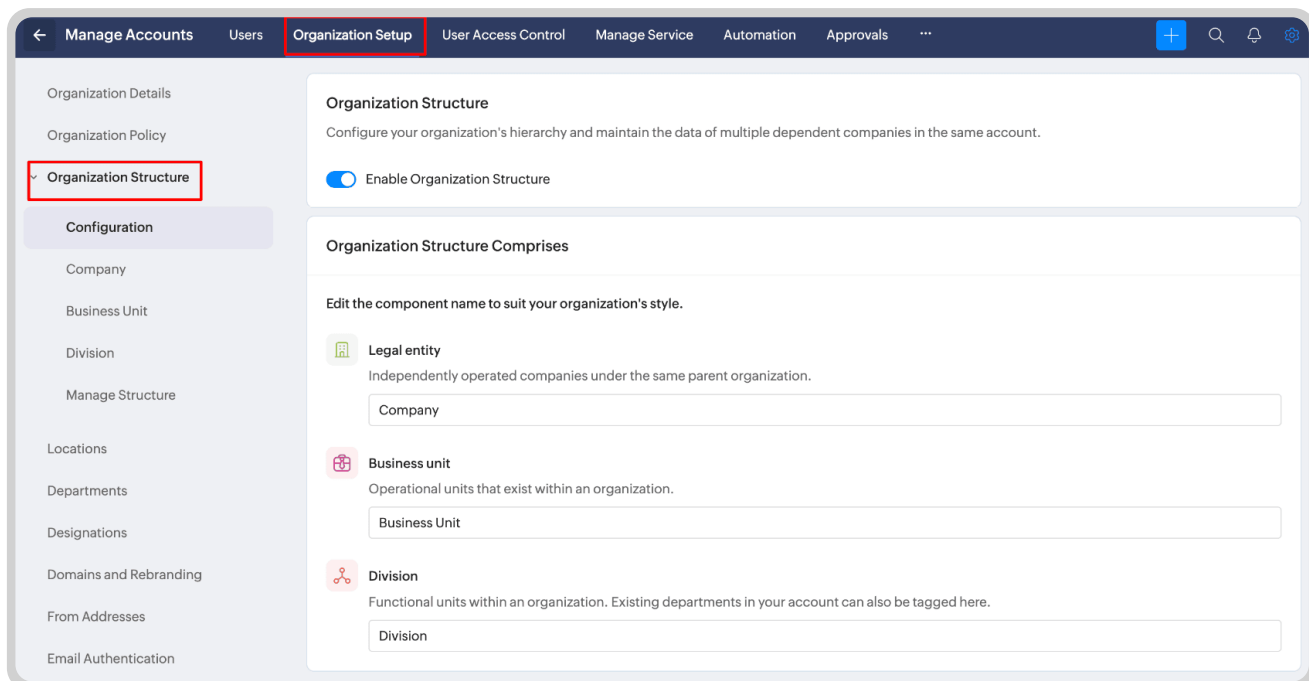 Manage Accounts Users Organization Setup User Access Control Manage Service Automation Approvals ...
Organization Details
Organization Policy
Organization Structure
Configuration
Company
Business Unit
Division
Manage Structure
Locations
Departments
Designations
Domains and Rebranding
From Addresses
Email Authentication
Organization Structure
Configure your organization's hierarchy and maintain the data of multiple dependent companies in the same account.
Enable Organization Structure
Organization Structure Comprises
Edit the component name to suit your organization's style.
Legal entity
Independently operated companies under the same parent organization.
Company
Business unit
Operational units that exist within an organization.
Business Unit
Division
Functional units within an organization. Existing departments in your account can also be tagged here.
Division